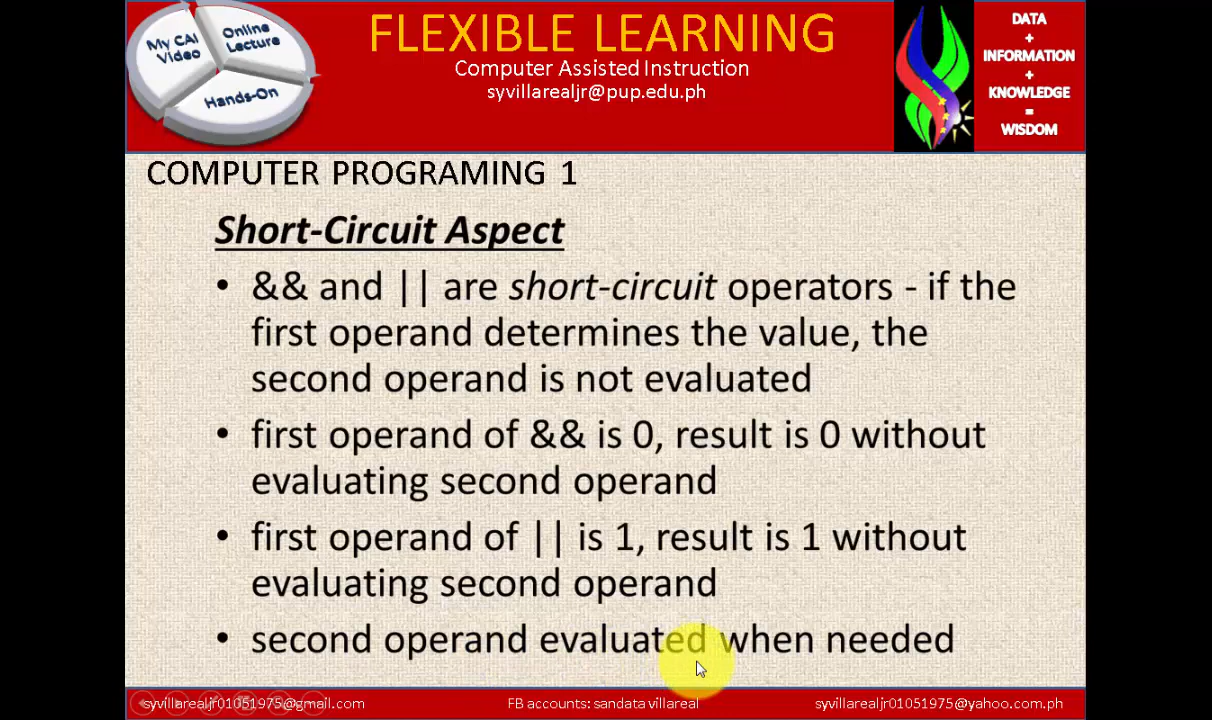 My CAI
Video
Online
Lecture
Hands-On
FLEXIBLE LEARNING
Computer Assisted Instruction
syvillarealjr@pup.edu.ph
DATA
+
INFORMATION
+
KNOWLEDGE
=
WISDOM
COMPUTER PROGRAMING 1
Short-Circuit Aspect
• && and || are short-circuit operators - if the
first operand determines the value, the
second operand is not evaluated
• first operand of && is 0, result is 0 without
evaluating second operand
• first operand of || is 1, result is 1 without
evaluating second operand
• second operand evaluated when needed
syvillarealjr01051975@gmail.com
FB accounts: sandata villareal
syvillarealjr01051975@yahoo.com.ph